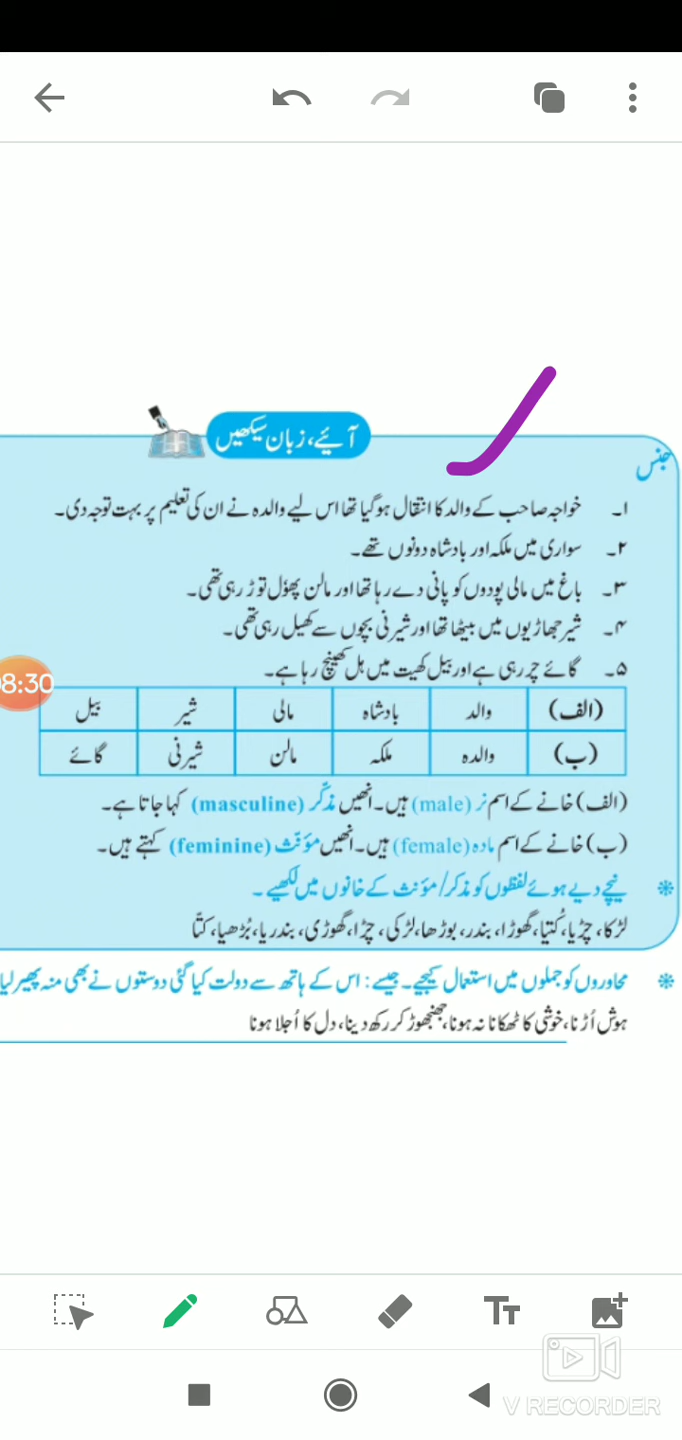 آئیے، زبان سیکھیں
جنس
۱۔ خواجہ صاحب کے والد کا انتقال ہوگیا تھا اس لیے والدہ نے ان کی تعلیم پر بہت توجہ دی۔
۲۔ سواری میں ملکہ اور بادشاہ دونوں تھے۔
۳۔ باغ میں مالی پودوں کو پانی دے رہا تھا اور مالن پھول توڑ رہی تھی۔
۴۔ شیر جھاڑیوں میں بیٹھا تھا اور شیرنی بچوں سے کھیل رہی تھی۔
۵۔ گائے چر رہی ہے اور بیل کھیت میں ہل کھینچ رہا ہے۔
8:30
(الف) والد بادشاہ مالی شیر بیل
(ب) والدہ ملکہ مالن شیرنی گائے
(الف) خانے کے اسم نر (male) ہیں۔ انھیں مذکّر (masculine) کہا جاتا ہے۔
(ب) خانے کے اسم مادہ (female) ہیں۔ انھیں مؤنّث (feminine) کہتے ہیں۔
نیچے دیے ہوئے لفظوں کو مذکر/مؤنث کے خانوں میں لکھیے۔
لڑکا، چڑیا، کُتیا، گھوڑا، بندر، بوڑھا، لڑکی، چڑا، گھوڑی، بندریا، بُڑھیا، کتّا
محاوروں کو جملوں میں استعمال کیجیے۔ جیسے: اس کے ہاتھ سے دولت کیا گئی دوستوں نے بھی منہ پھیر لیا
ہوش اُڑنا، خوشی کا ٹھکانا نہ ہونا، جھنجھوڑ کر رکھ دینا، دل کا اُجلا ہونا
TT
V RECORDER